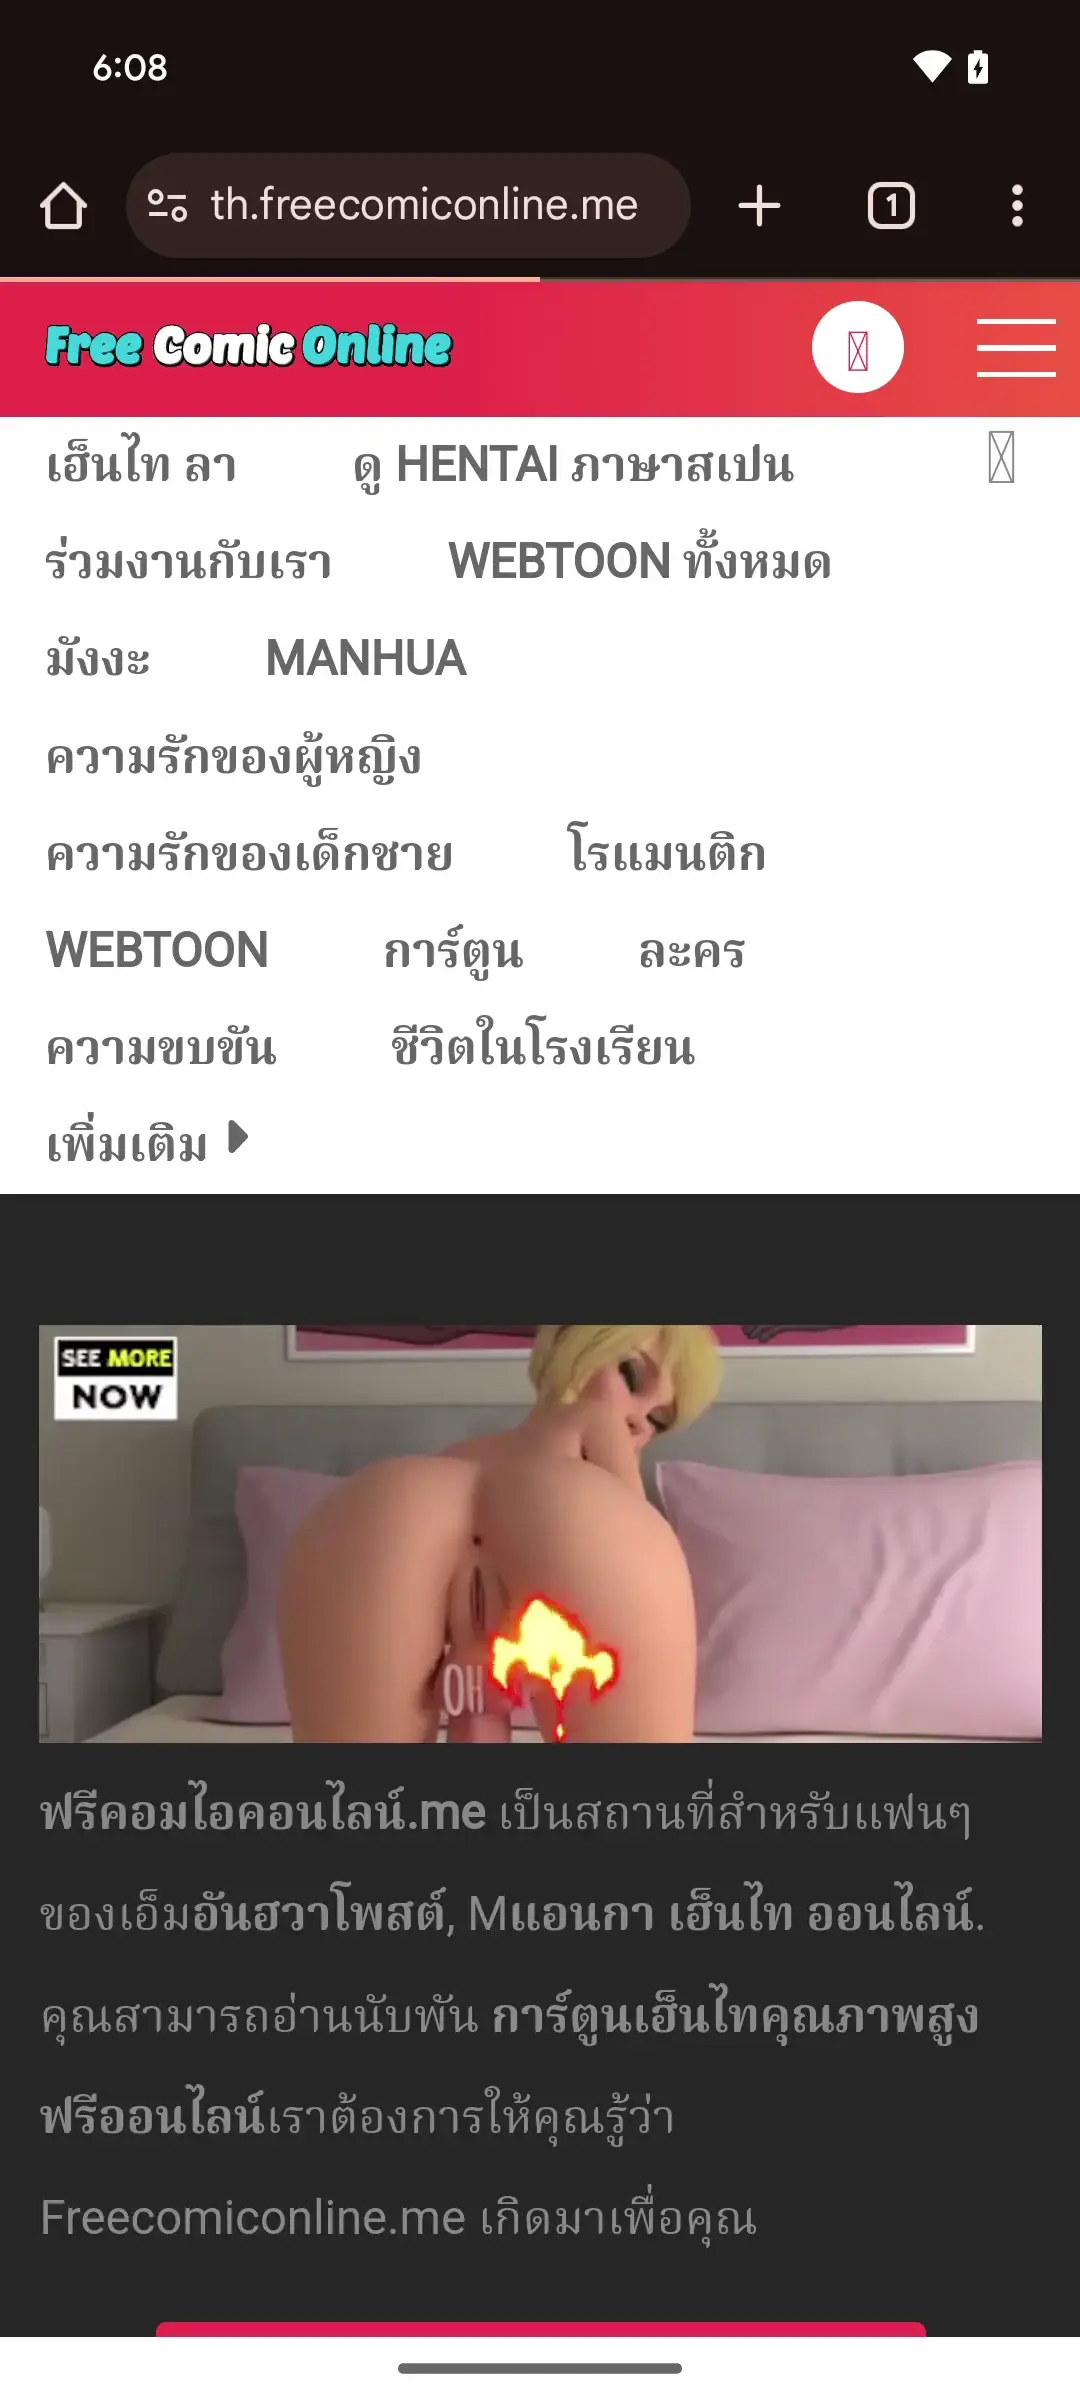 6:08
th.freecomiconline.me
1
Free Comic Online
เฮ็นไท ลา ดู HENTAI ภาษาสเปน
ร่วมงานกับเรา WEBTOON ทั้งหมด
มังงะ MANHUA
ความรักของผู้หญิง
ความรักของเด็กชาย โรแมนติก
WEBTOON การ์ตูน ละคร
ความขบขัน ชีวิตในโรงเรียน
เพิ่มเติม
SEE MORE
NOW
OH
ฟรีคอมไอคอนไลน์.me เป็นสถานที่สำหรับแฟนๆ
ของเอ็มอันฮวาโพสต์, Mแอนกา เฮ็นไท ออนไลน์.
คุณสามารถอ่านนับพัน การ์ตูนเฮ็นไทคุณภาพสูง
ฟรีออนไลน์เราต้องการให้คุณรู้ว่า
Freecomiconline.me เกิดมาเพื่อคุณ